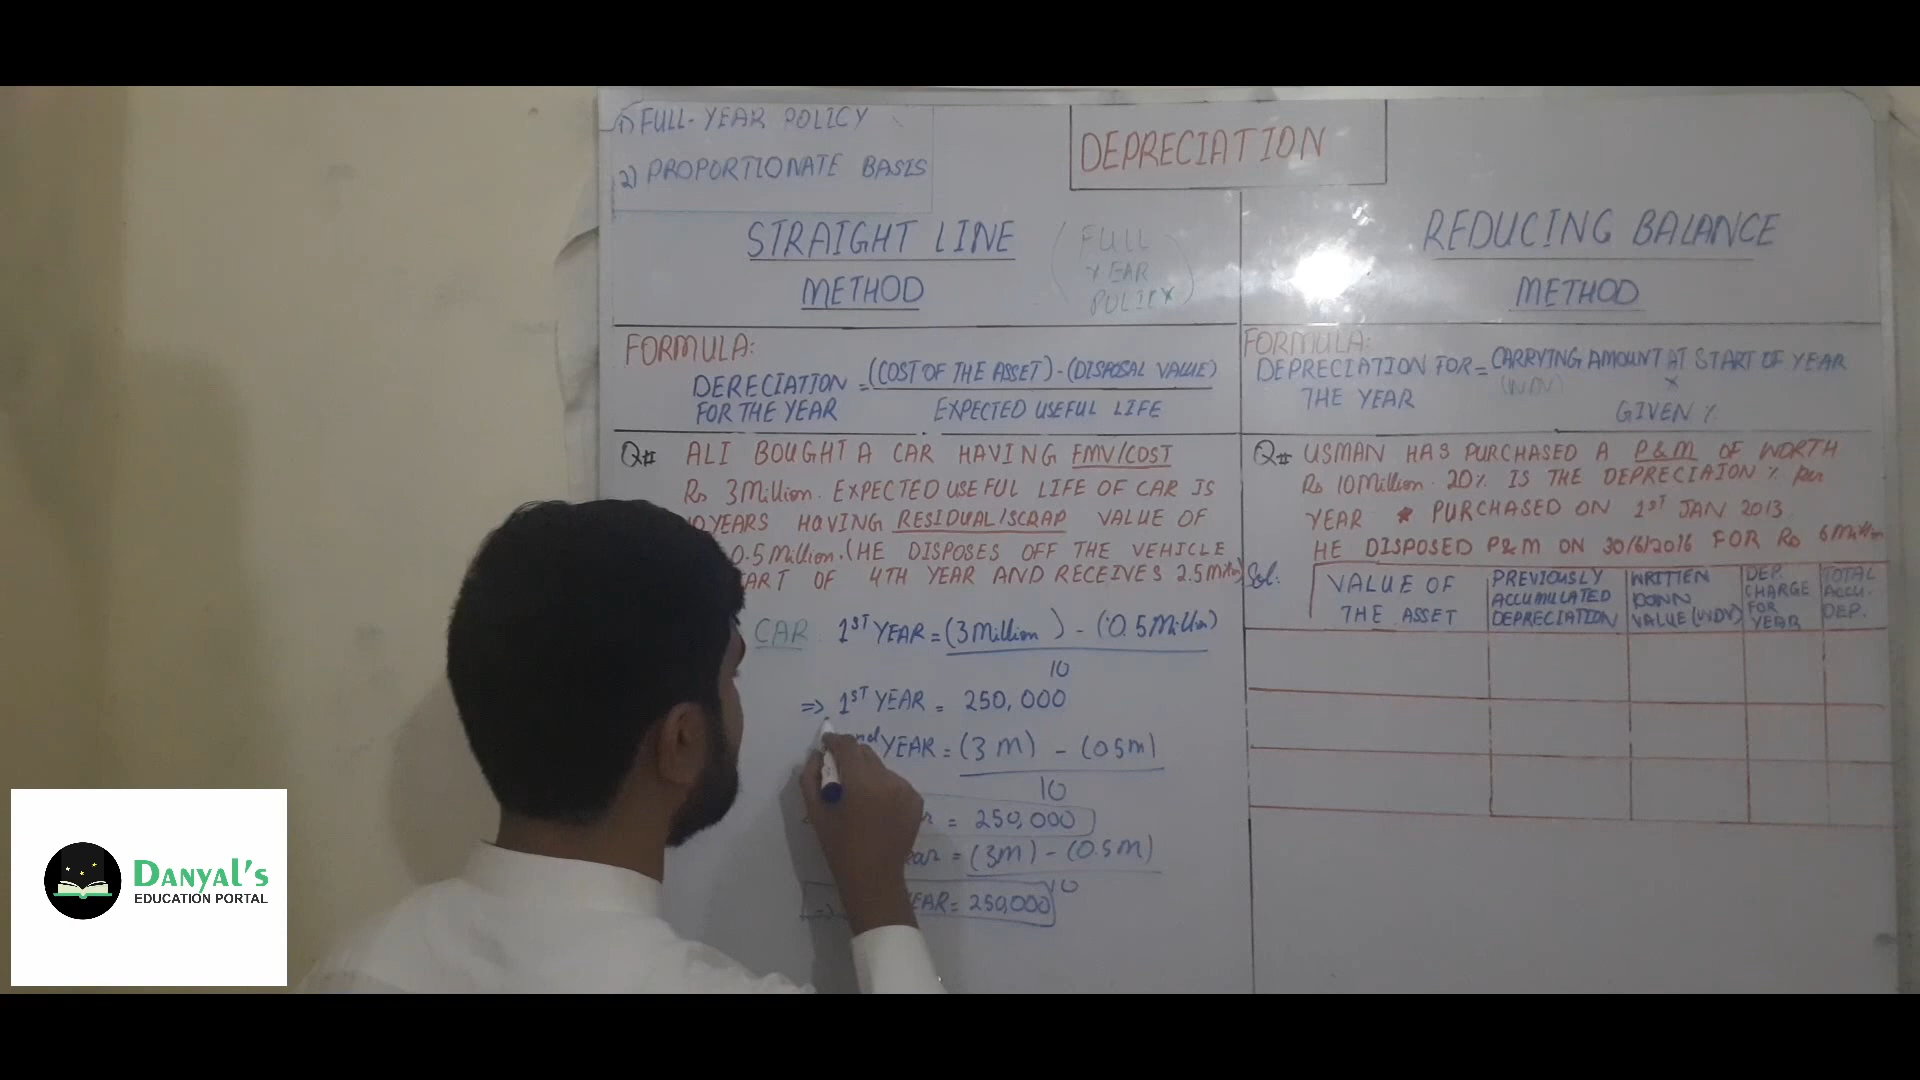 1) FULL-YEAR POLICY
2) PROPORTIONATE BASIS
DEPRECIATION
STRAIGHT LINE
METHOD
(FULL
YEAR
POLICY)
FORMULA:
DERECIATION = (COST OF THE ASSET) - (DISPOSAL VALUE)
FOR THE YEAR EXPECTED USEFUL LIFE
Q# ALI BOUGHT A CAR HAVING FMV/COST
Rs 3Million. EXPECTED USEFUL LIFE OF CAR IS
10 YEARS HAVING RESIDUAL/SCRAP VALUE OF
0.5 Million. (HE DISPOSES OFF THE VEHICLE
ART OF 4TH YEAR AND RECEIVES 2.5 Million)
CAR 1ST YEAR = (3 Million) - (0.5 Million)
10
=> 1ST YEAR = 250,000
nd YEAR = (3 m) - (0.5m)
10
= 250,000
ear = (3m) - (0.5m)
10
YEAR = 250,000
REDUCING BALANCE
METHOD
FORMULA:
DEPRECIATION FOR = CARRYING AMOUNT AT START OF YEAR
THE YEAR (WDV) ×
GIVEN %
Q# USMAN HAS PURCHASED A P&M OF WORTH
Rs 10 Million. 20% IS THE DEPRECIAION % per
YEAR * PURCHASED ON 1ST JAN 2013
HE DISPOSED P&M ON 30/6/2016 FOR Rs 6 Million
Sol:
VALUE OF
THE ASSET
PREVIOUSLY
ACCUMULATED
DEPRECIATION
WRITTEN
DOWN
VALUE (WDV)
DEP.
CHARGE
FOR
YEAR
TOTAL
ACCU.
DEP.
DANYAL'S
EDUCATION PORTAL